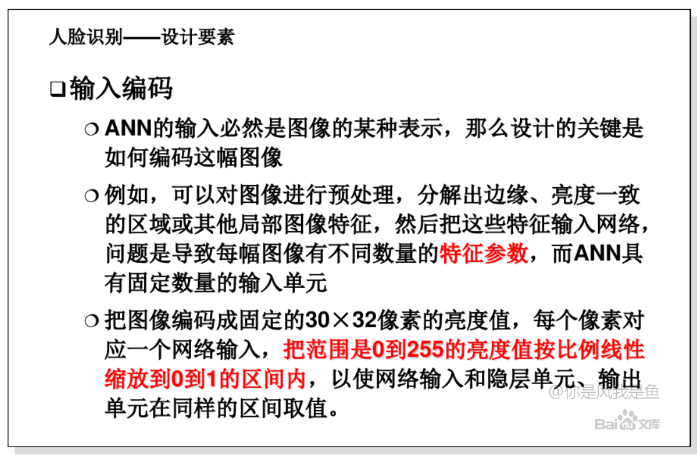 人脸识别——设计要素
❑输入编码
❍ANN的输入必然是图像的某种表示，那么设计的关键是
如何编码这幅图像
❍例如，可以对图像进行预处理，分解出边缘、亮度一致
的区域或其他局部图像特征，然后把这些特征输入网络，
问题是导致每幅图像有不同数量的特征参数，而ANN具
有固定数量的输入单元
❍把图像编码成固定的30×32像素的亮度值，每个像素对
应一个网络输入，把范围是0到255的亮度值按比例线性
缩放到0到1的区间内，以使网络输入和隐层单元、输出
单元在同样的区间取值。
@你是风我是鱼
Bai du 文库